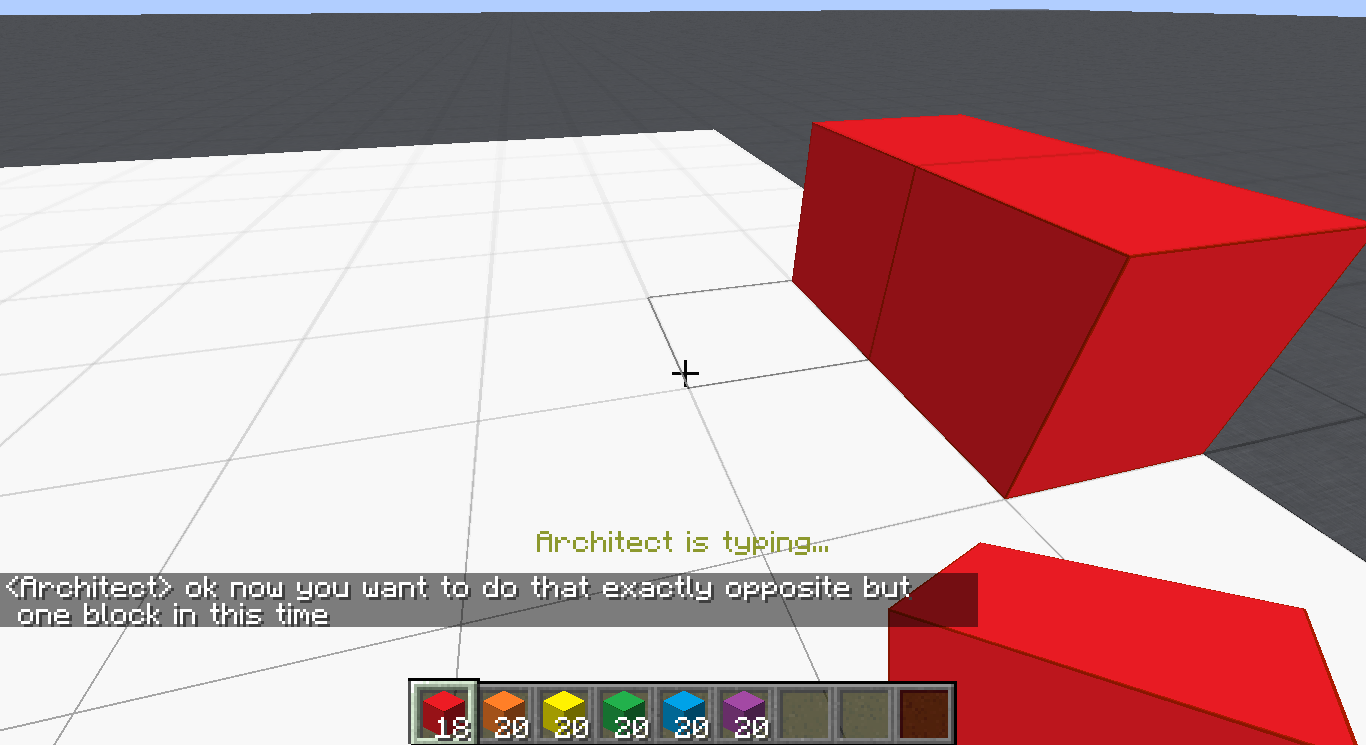 Architect is typing...
<Architect> ok now you want to do that exactly opposite but
one block in this time
18 20 20 20 20 20